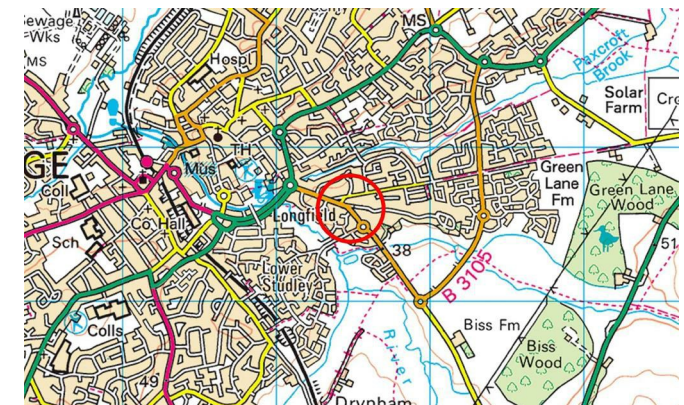 ewage
Wks
MS
MS
Hospl
Paxcroft
Brook
Solar
Farm
Cro
TH
Mus
GE
Coll
Green
Lane
Fm
Green Lane
Wood
Longfield
Co Hall
Sch
38
51
Lower
Studley
B 3105
Colls
Biss Fm
River
Biss
Wood
49
Drynham